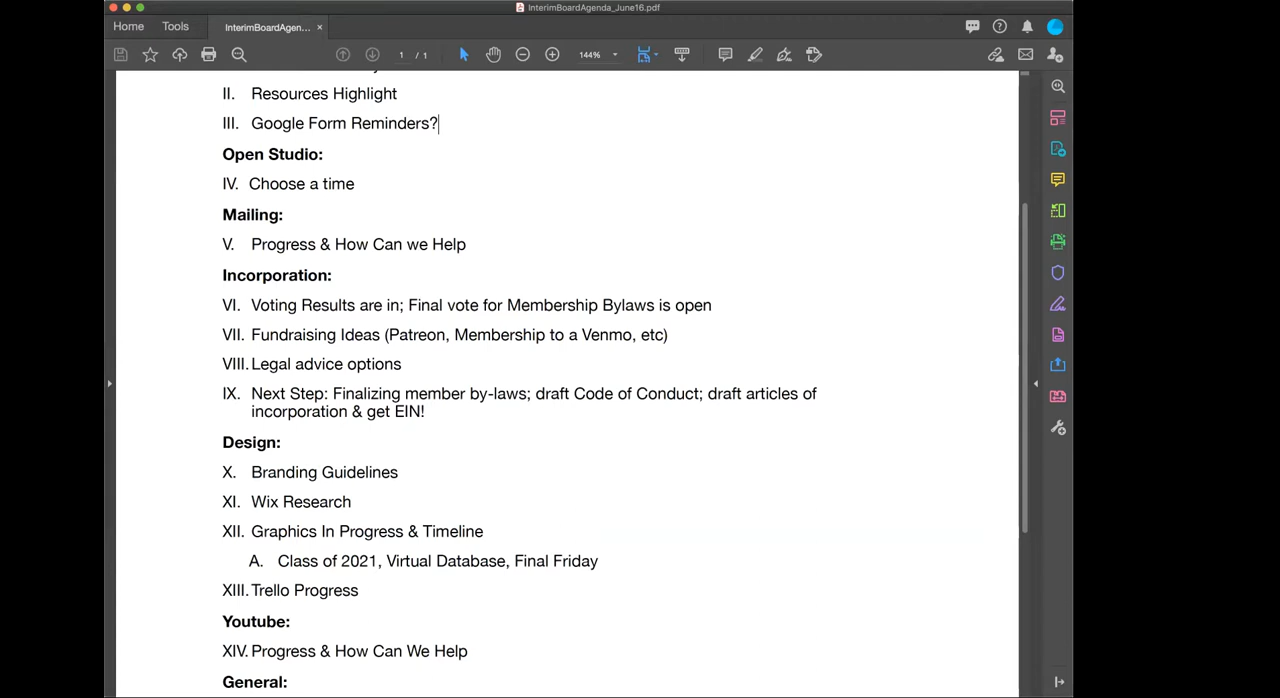 InterimBoardAgenda_June16.pdf
Home Tools InterimBoardAgen... ×
1 / 1 144%
II. Resources Highlight
III. Google Form Reminders?
Open Studio:
IV. Choose a time
Mailing:
V. Progress & How Can we Help
Incorporation:
VI. Voting Results are in; Final vote for Membership Bylaws is open
VII. Fundraising Ideas (Patreon, Membership to a Venmo, etc)
VIII. Legal advice options
IX. Next Step: Finalizing member by-laws; draft Code of Conduct; draft articles of
incorporation & get EIN!
Design:
X. Branding Guidelines
XI. Wix Research
XII. Graphics In Progress & Timeline
A. Class of 2021, Virtual Database, Final Friday
XIII. Trello Progress
Youtube:
XIV. Progress & How Can We Help
General: